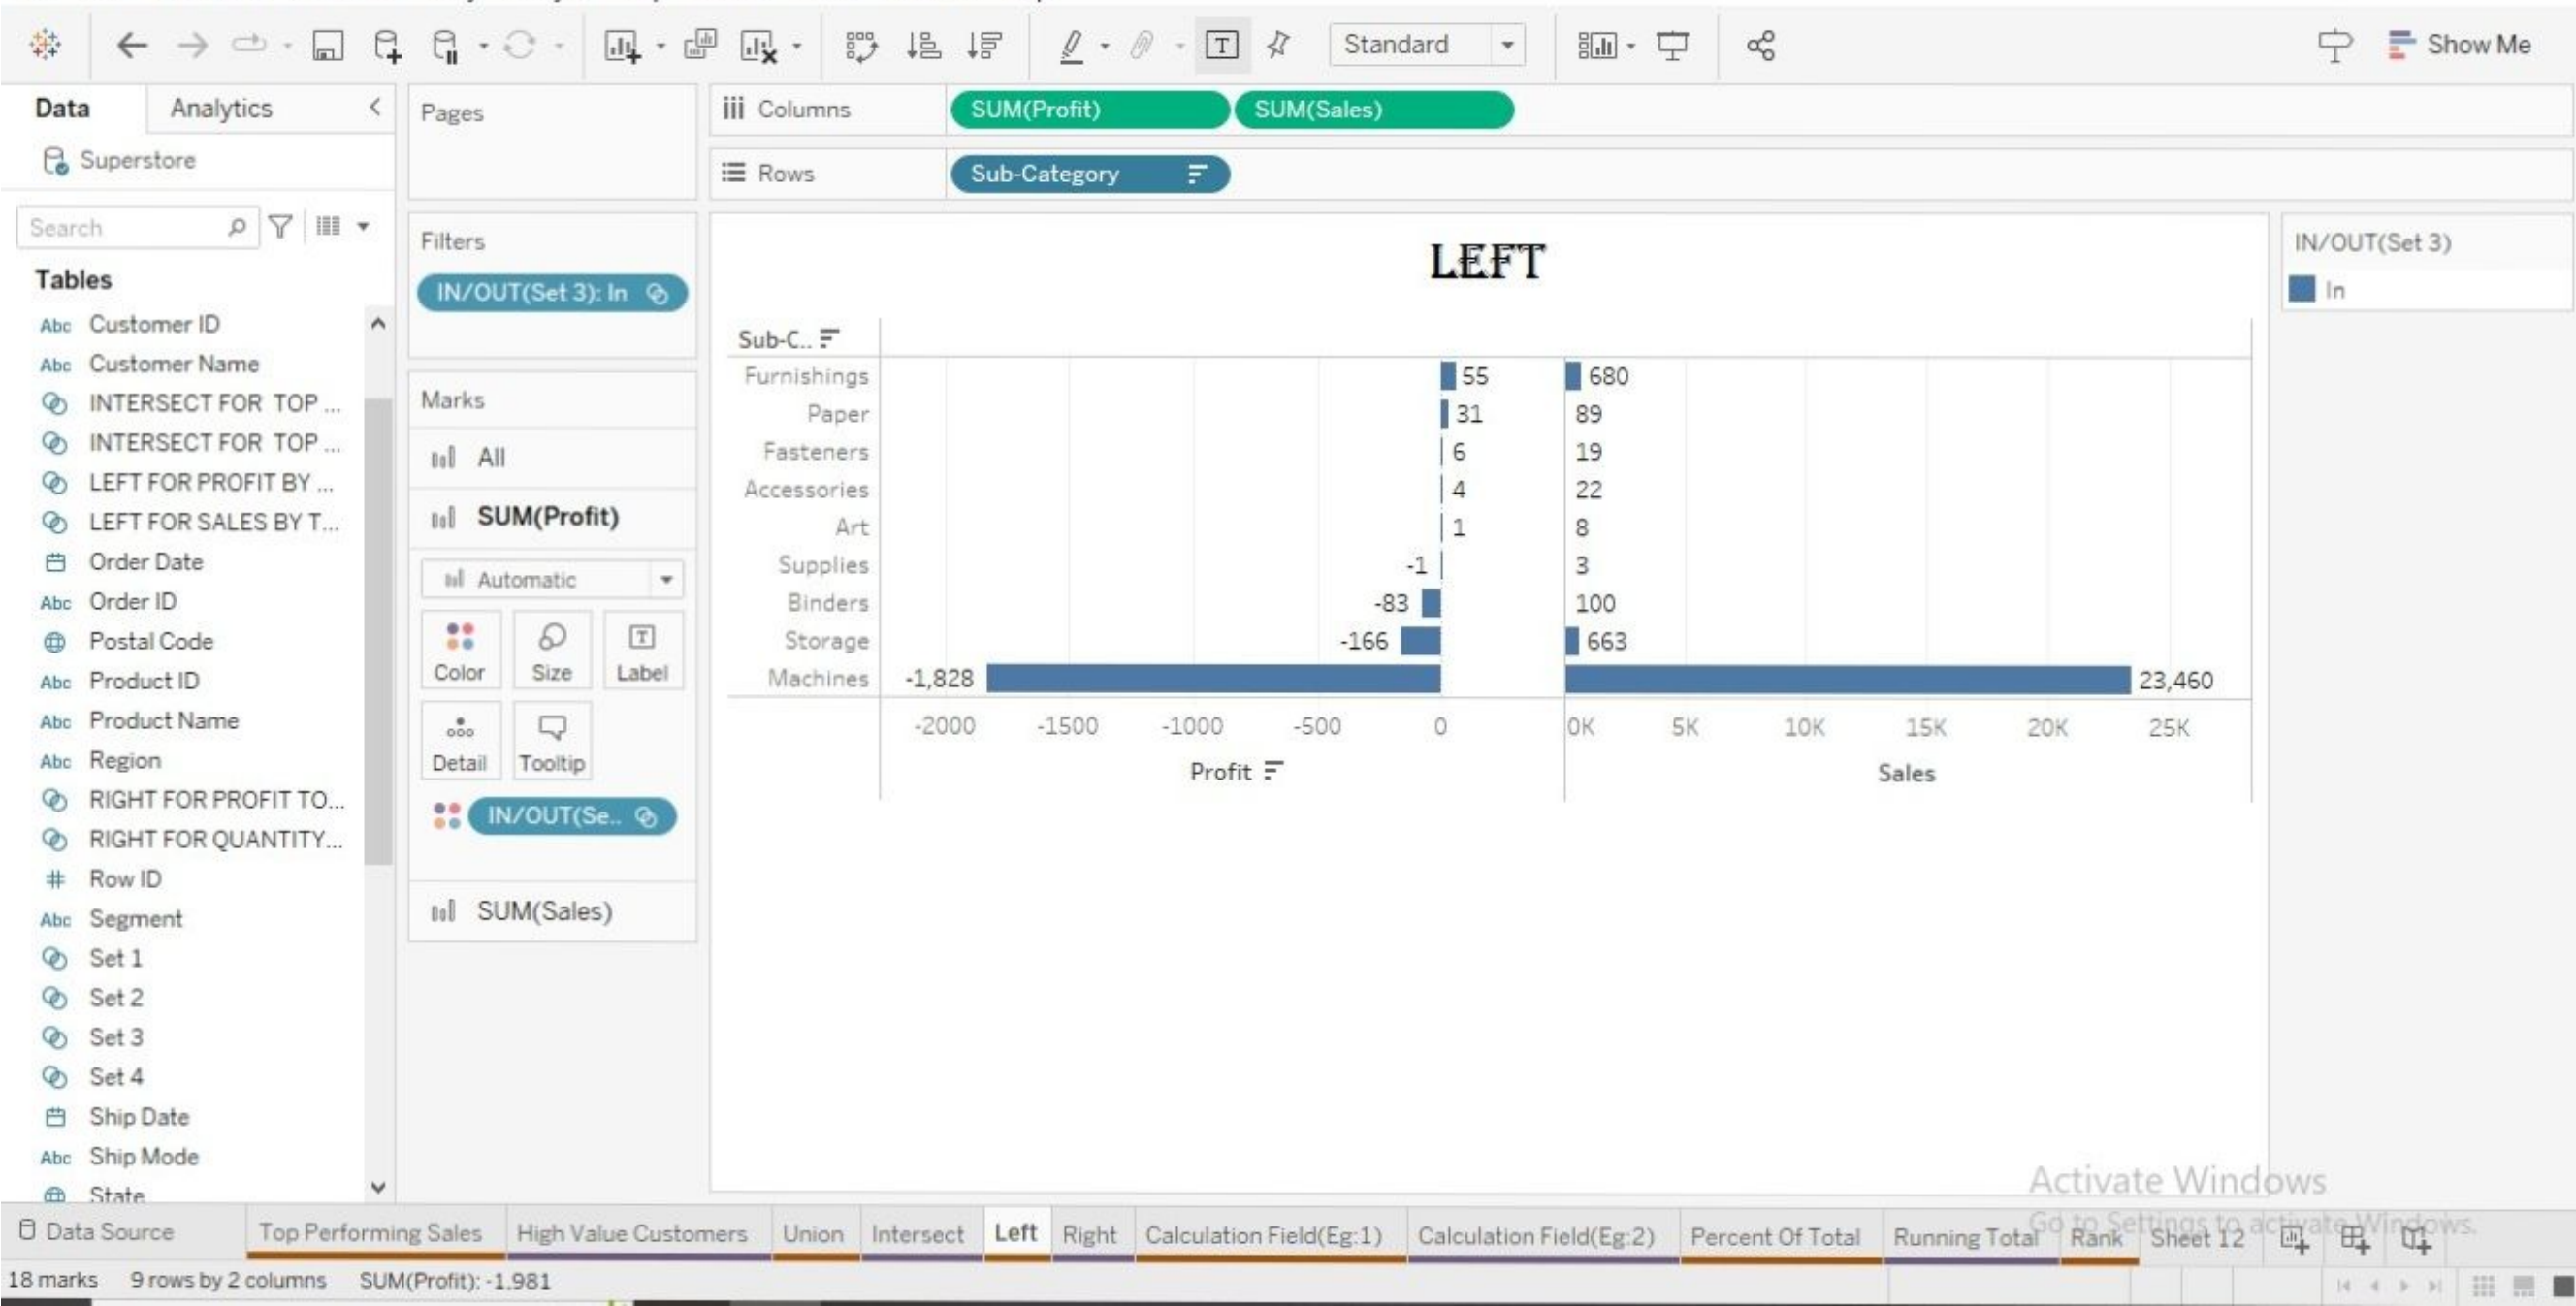 Standard
Show Me
Data
Analytics
Superstore
Search
Tables
Abc Customer ID
Abc Customer Name
INTERSECT FOR TOP ...
INTERSECT FOR TOP ...
LEFT FOR PROFIT BY ...
LEFT FOR SALES BY T...
Order Date
Abc Order ID
Postal Code
Abc Product ID
Abc Product Name
Abc Region
RIGHT FOR PROFIT TO...
RIGHT FOR QUANTITY...
# Row ID
Abc Segment
Set 1
Set 2
Set 3
Set 4
Ship Date
Abc Ship Mode
State
Pages
Filters
IN/OUT(Set 3): In
Marks
All
SUM(Profit)
Automatic
Color Size Label
Detail Tooltip
IN/OUT(Se..
SUM(Sales)
Columns SUM(Profit) SUM(Sales)
Rows Sub-Category
LEFT
Sub-C..
Furnishings 55 680
Paper 31 89
Fasteners 6 19
Accessories 4 22
Art 1 8
Supplies -1 3
Binders -83 100
Storage -166 663
Machines -1,828 23,460
-2000 -1500 -1000 -500 0 0K 5K 10K 15K 20K 25K
Profit Sales
IN/OUT(Set 3)
In
Activate Windows
Go to Settings to activate Windows.
Data Source Top Performing Sales High Value Customers Union Intersect Left Right Calculation Field(Eg:1) Calculation Field(Eg:2) Percent Of Total Running Total Rank Sheet 12
18 marks 9 rows by 2 columns SUM(Profit): -1,981